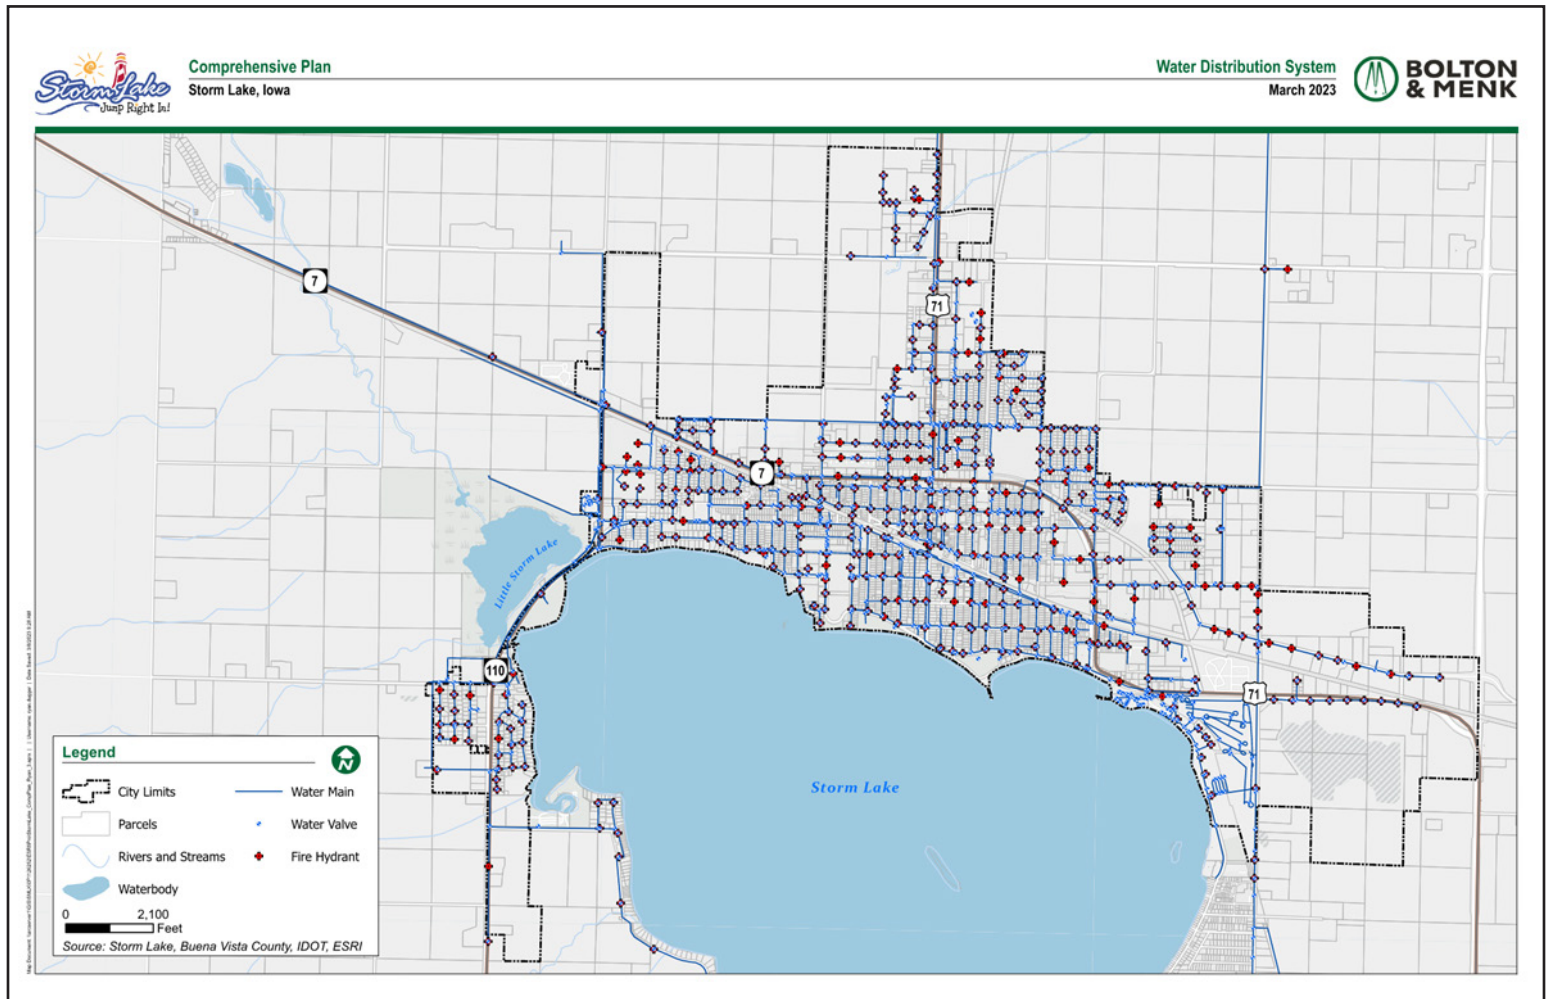 Storm Lake
Jump Right In!
Comprehensive Plan
Storm Lake, Iowa
Water Distribution System
March 2023
BOLTON
& MENK
7
71
7
Little Storm Lake
110
71
Storm Lake
Legend
N
City Limits
Water Main
Parcels
Water Valve
Rivers and Streams
Fire Hydrant
Waterbody
0 2,100
Feet
Source: Storm Lake, Buena Vista County, IDOT, ESRI